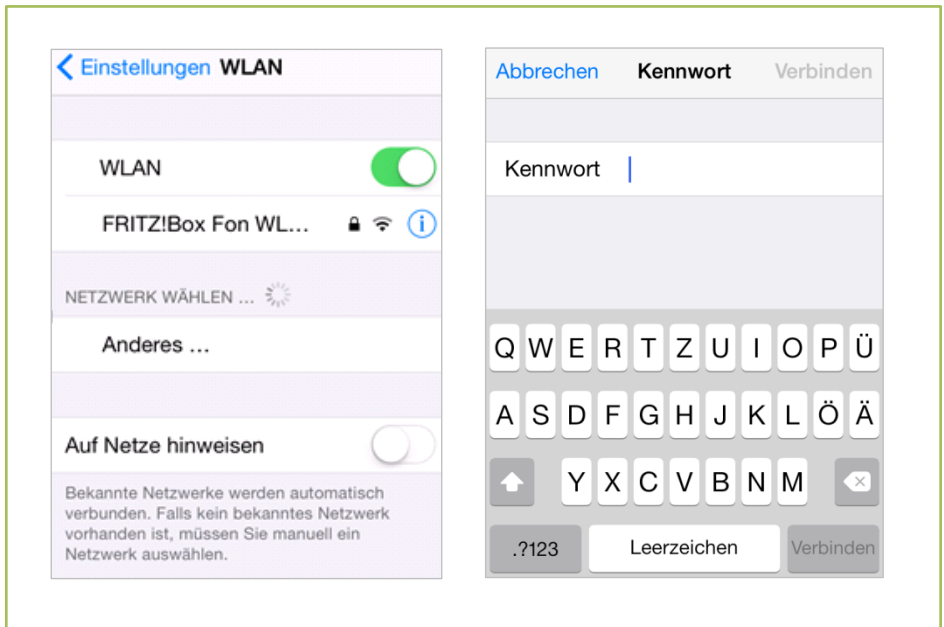 Einstellungen WLAN
WLAN
FRITZ!Box Fon WL...
NETZWERK WÄHLEN ...
Anderes ...
Auf Netze hinweisen
Bekannte Netzwerke werden automatisch
verbunden. Falls kein bekanntes Netzwerk
vorhanden ist, müssen Sie manuell ein
Netzwerk auswählen.
Abbrechen Kennwort Verbinden
Kennwort
Q W E R T Z U I O P Ü
A S D F G H J K L Ö Ä
Y X C V B N M
.?123 Leerzeichen Verbinden